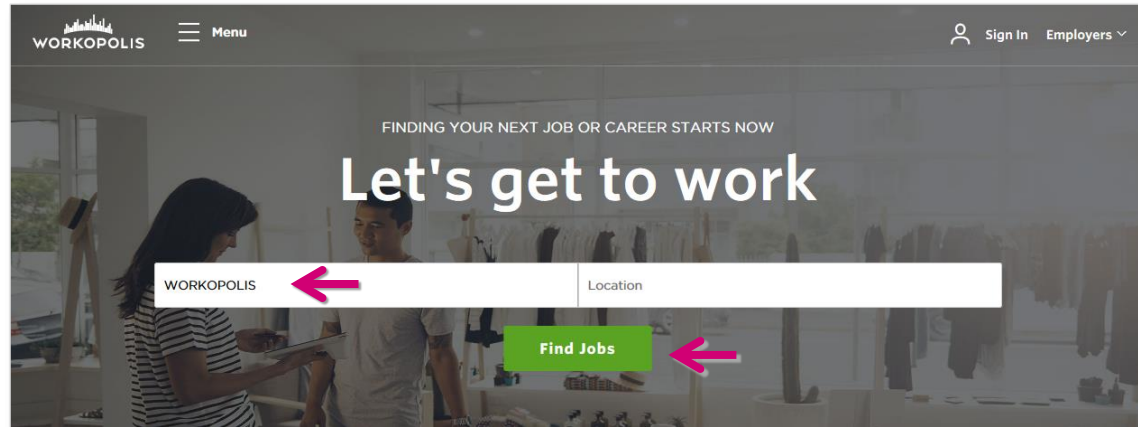 WORKOPOLIS
Menu
Sign In
Employers
FINDING YOUR NEXT JOB OR CAREER STARTS NOW
Let's get to work
WORKOPOLIS
Location
Find Jobs